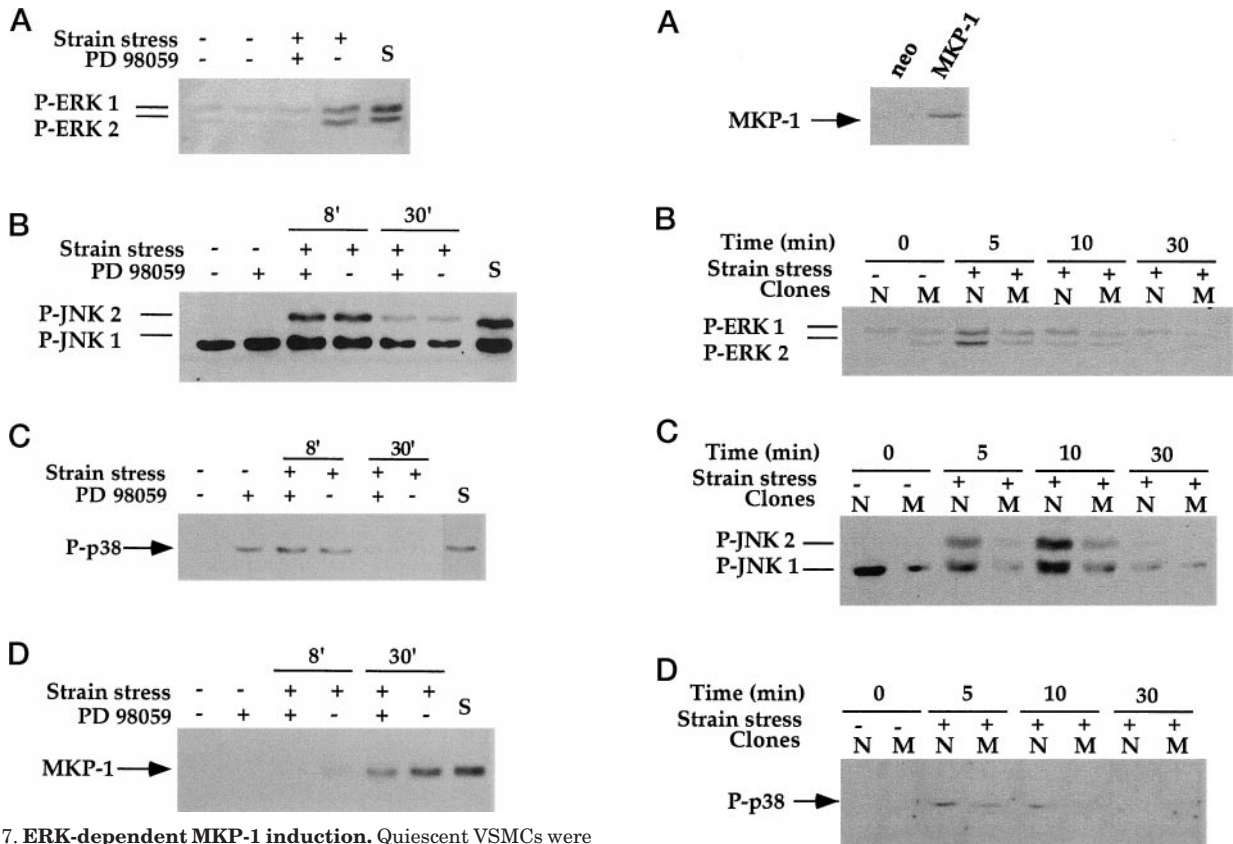 A
Strain stress - - + +
PD 98059 - - + - S
P-ERK 1
P-ERK 2
B
8' 30'
Strain stress - - + + + +
PD 98059 - + + - + - S
P-JNK 2
P-JNK 1
C
8' 30'
Strain stress - - + + + +
PD 98059 - + + - + - S
P-p38
D
8' 30'
Strain stress - - + + + +
PD 98059 - + + - + - S
MKP-1
7. ERK-dependent MKP-1 induction. Quiescent VSMCs were
A
neo MKP-1
MKP-1
B
Time (min) 0 5 10 30
Strain stress - - + + + + + +
Clones N M N M N M N M
P-ERK 1
P-ERK 2
C
Time (min) 0 5 10 30
Strain stress - - + + + + + +
Clones N M N M N M N M
P-JNK 2
P-JNK 1
D
Time (min) 0 5 10 30
Strain stress - - + + + + + +
Clones N M N M N M N M
P-p38